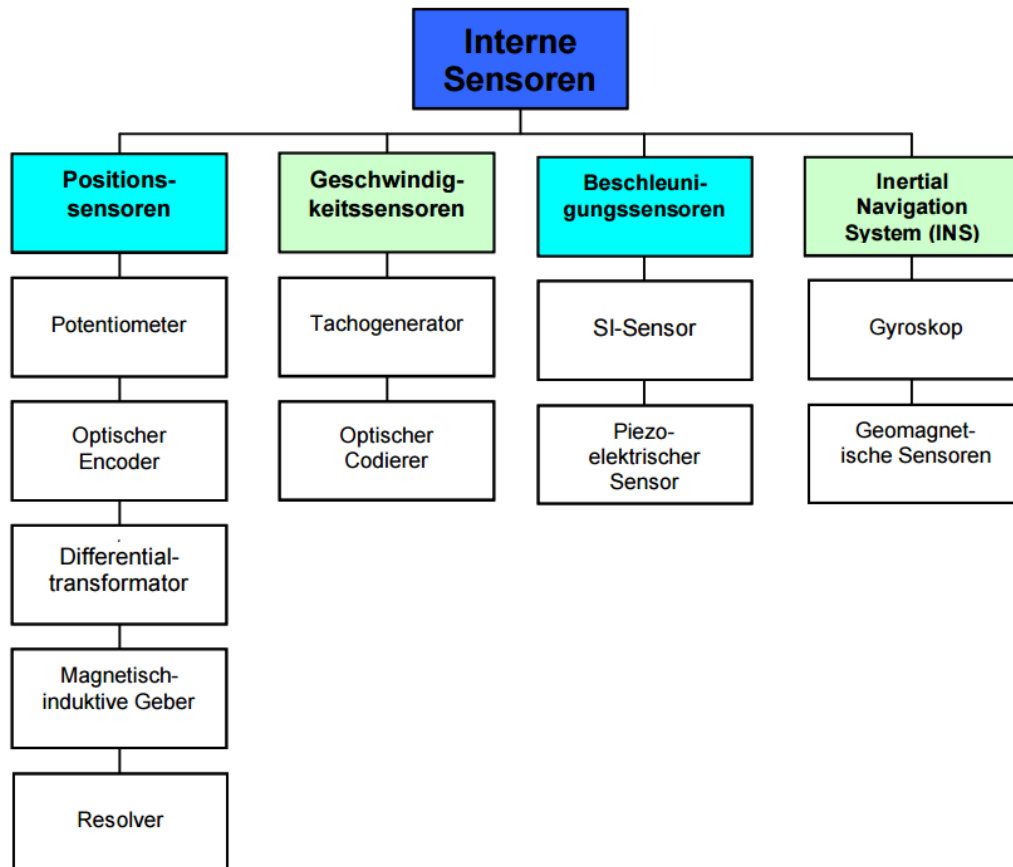 Interne
Sensoren
Positions-
sensoren
Geschwindig-
keitssensoren
Beschleuni-
gungssensoren
Inertial
Navigation
System (INS)
Potentiometer
Tachogenerator
SI-Sensor
Gyroskop
Optischer
Encoder
Optischer
Codierer
Piezo-
elektrischer
Sensor
Geomagnet-
ische Sensoren
Differential-
transformator
Magnetisch-
induktive Geber
Resolver